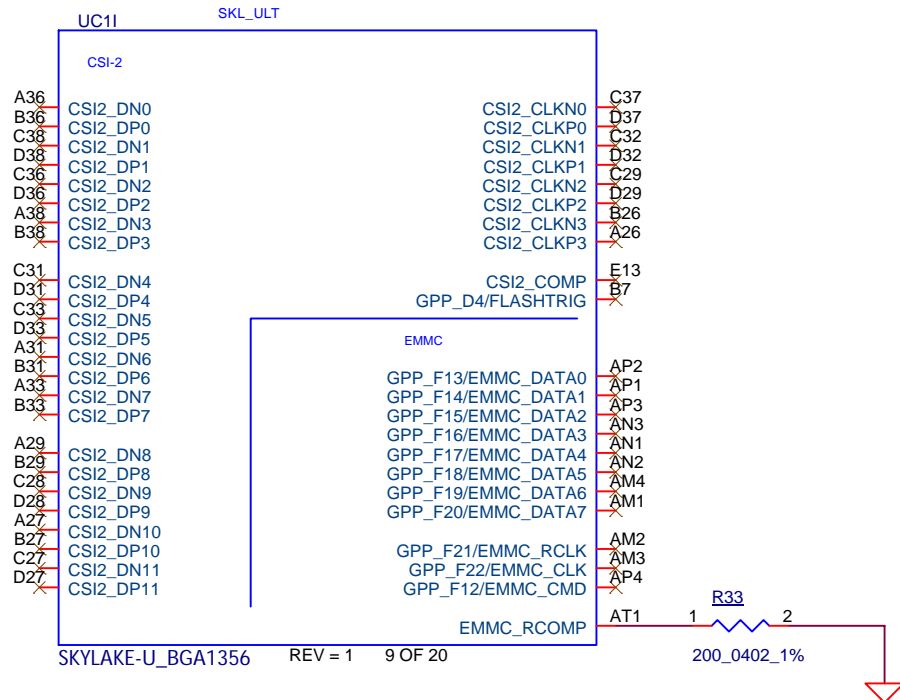 UC1I
SKL_ULT
CSI-2
A36 CSI2_DN0 CSI2_CLKN0 C37
B36 CSI2_DP0 CSI2_CLKP0 D37
C38 CSI2_DN1 CSI2_CLKN1 C32
D38 CSI2_DP1 CSI2_CLKP1 D32
C36 CSI2_DN2 CSI2_CLKN2 C29
D36 CSI2_DP2 CSI2_CLKP2 D29
A38 CSI2_DN3 CSI2_CLKN3 B26
B38 CSI2_DP3 CSI2_CLKP3 A26
C31 CSI2_DN4 CSI2_COMP E13
D31 CSI2_DP4 GPP_D4/FLASHTRIG B7
C33 CSI2_DN5
D33 CSI2_DP5
EMMC
A31 CSI2_DN6
B31 CSI2_DP6 GPP_F13/EMMC_DATA0 AP2
A33 CSI2_DN7 GPP_F14/EMMC_DATA1 AP1
B33 CSI2_DP7 GPP_F15/EMMC_DATA2 AP3
GPP_F16/EMMC_DATA3 AN3
A29 CSI2_DN8 GPP_F17/EMMC_DATA4 AN1
B29 CSI2_DP8 GPP_F18/EMMC_DATA5 AN2
C28 CSI2_DN9 GPP_F19/EMMC_DATA6 AM4
D28 CSI2_DP9 GPP_F20/EMMC_DATA7 AM1
A27 CSI2_DN10
B27 CSI2_DP10 GPP_F21/EMMC_RCLK AM2
C27 CSI2_DN11 GPP_F22/EMMC_CLK AM3
D27 CSI2_DP11 GPP_F12/EMMC_CMD AP4
R33
EMMC_RCOMP AT1 1 2
SKYLAKE-U_BGA1356 REV = 1 9 OF 20 200_0402_1%